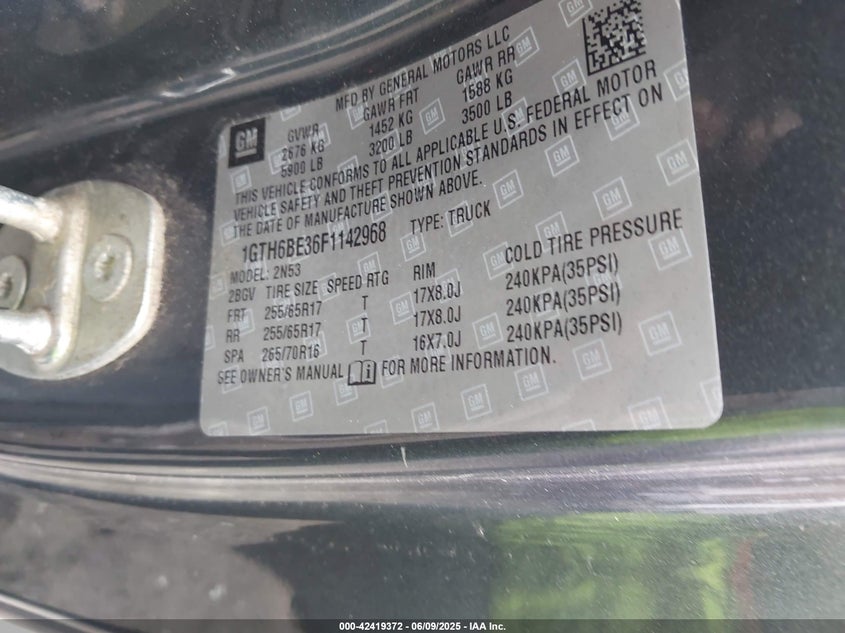 MFD BY GENERAL MOTORS LLC
GM
GVWR GAWR FRT GAWR RR
2676 KG 1452 KG 1588 KG
5900 LB 3200 LB 3500 LB
THIS VEHICLE CONFORMS TO ALL APPLICABLE U.S. FEDERAL MOTOR
VEHICLE SAFETY AND THEFT PREVENTION STANDARDS IN EFFECT ON
THE DATE OF MANUFACTURE SHOWN ABOVE.
1GTH6BE36F1142968 TYPE: TRUCK
MODEL: 2N53
2BGV TIRE SIZE SPEED RTG RIM COLD TIRE PRESSURE
FRT 255/65R17 T 17X8.0J 240KPA(35PSI)
RR 255/65R17 T 17X8.0J 240KPA(35PSI)
SPA 265/70R16 T 16X7.0J 240KPA(35PSI)
SEE OWNER'S MANUAL FOR MORE INFORMATION.
000-42419372 - 06/09/2025 - IAA Inc.